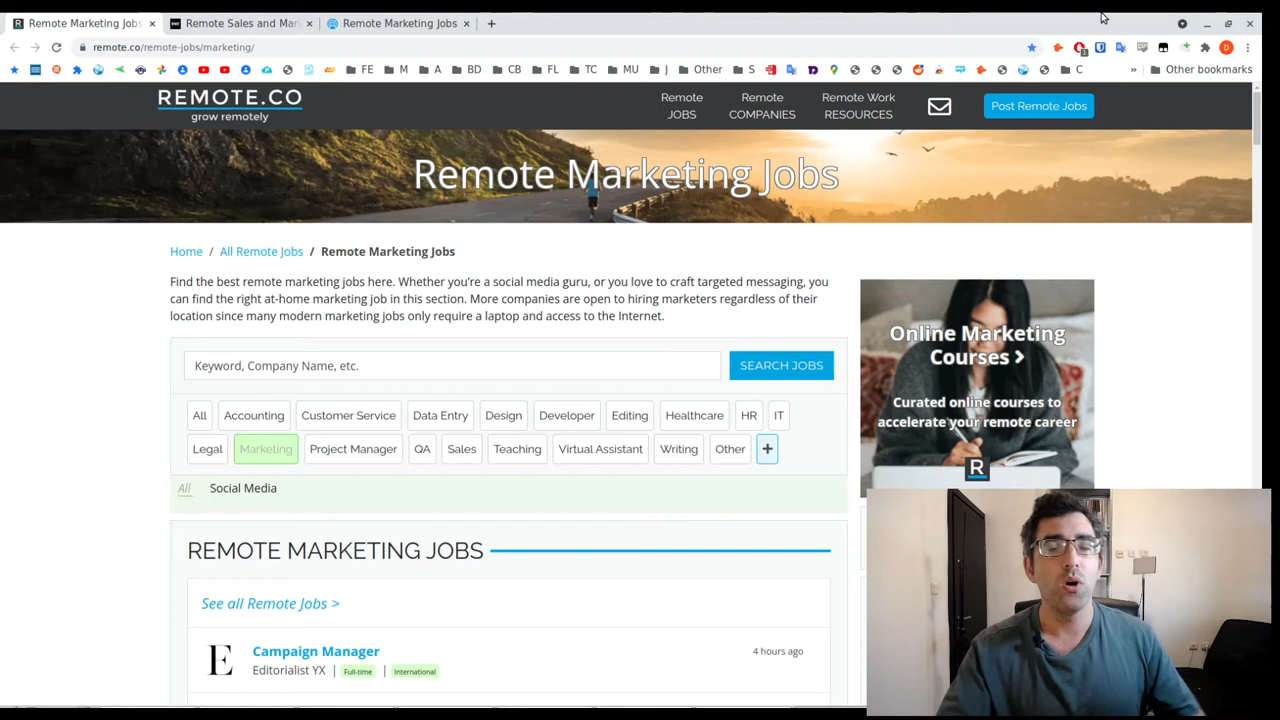 Remote Marketing Jobs
Remote Sales and Mar
Remote Marketing Jobs
remote.co/remote-jobs/marketing/
FE
M
A
BD
CB
FL
TC
MU
J
Other
S
C
»
Other bookmarks
REMOTE.CO
grow remotely
Remote
JOBS
Remote
COMPANIES
Remote Work
RESOURCES
Post Remote Jobs
Remote Marketing Jobs
Home / All Remote Jobs / Remote Marketing Jobs
Find the best remote marketing jobs here. Whether you're a social media guru, or you love to craft targeted messaging, you
can find the right at-home marketing job in this section. More companies are open to hiring marketers regardless of their
location since many modern marketing jobs only require a laptop and access to the Internet.
Keyword, Company Name, etc.
SEARCH JOBS
All Accounting Customer Service Data Entry Design Developer Editing Healthcare HR IT
Legal Marketing Project Manager QA Sales Teaching Virtual Assistant Writing Other +
All Social Media
Online Marketing
Courses >
Curated online courses to
accelerate your remote career
R
REMOTE MARKETING JOBS
See all Remote Jobs >
E
Campaign Manager
4 hours ago
Editorialist YX | Full-time | International